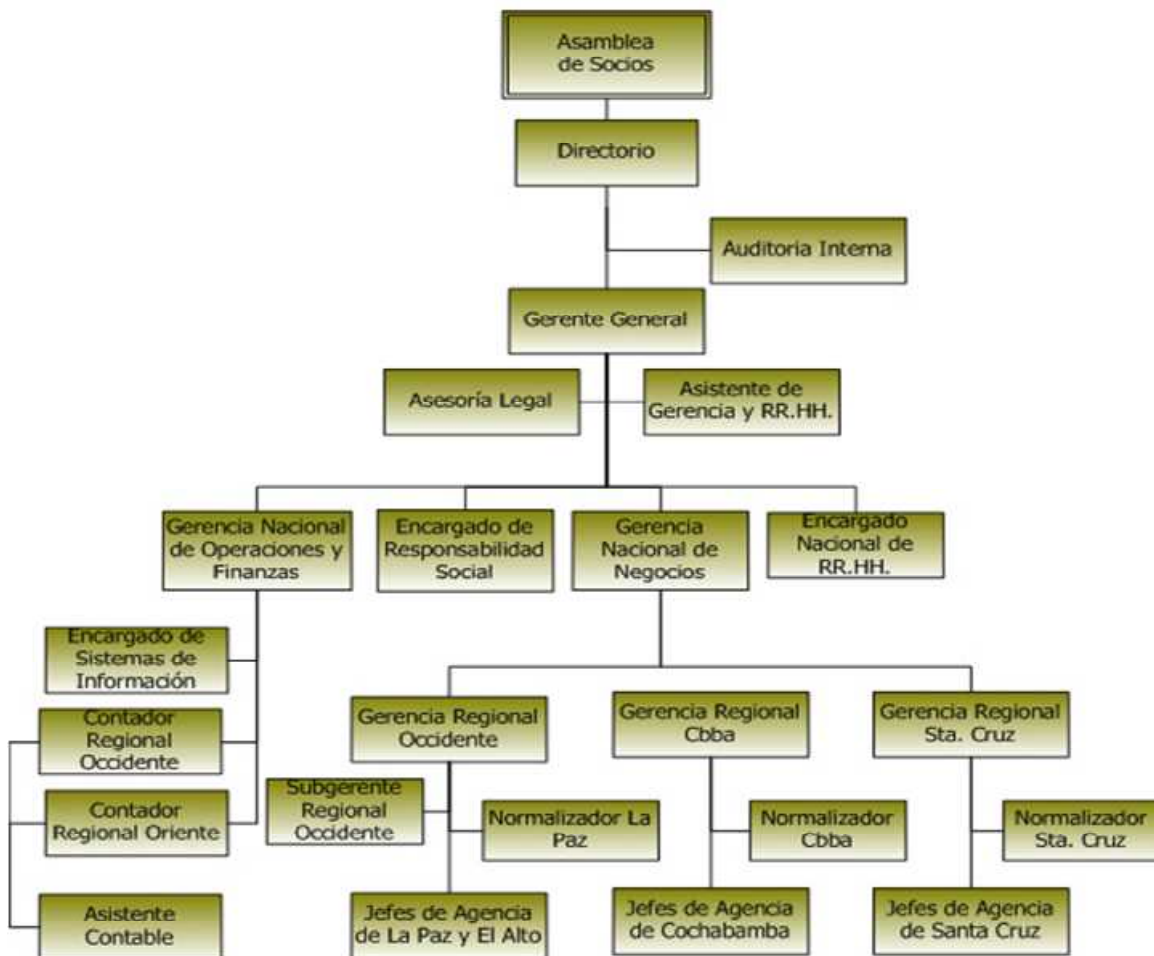 Asamblea
de Socios
Directorio
Auditoria Interna
Gerente General
Asesoría Legal
Asistente de
Gerencia y RR.HH.
Gerencia Nacional
de Operaciones y
Finanzas
Encargado de
Responsabilidad
Social
Gerencia
Nacional de
Negocios
Encargado
Nacional de
RR.HH.
Encargado de
Sistemas de
Información
Contador
Regional
Occidente
Contador
Regional Oriente
Asistente
Contable
Gerencia Regional
Occidente
Subgerente
Regional
Occidente
Normalizador La
Paz
Jefes de Agencia
de La Paz y El Alto
Gerencia Regional
Cbba
Normalizador
Cbba
Jefes de Agencia
de Cochabamba
Gerencia Regional
Sta. Cruz
Normalizador
Sta. Cruz
Jefes de Agencia
de Santa Cruz